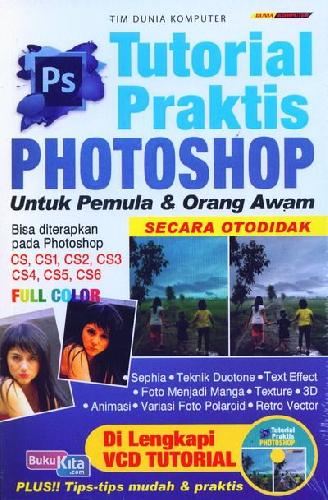 TIM DUNIA KOMPUTER
DUNIA KOMPUTER
Ps
Tutorial
Praktis
PHOTOSHOP
Untuk Pemula & Orang Awam
SECARA OTODIDAK
Bisa diterapkan
pada Photoshop
CS, CS1, CS2, CS3
CS4, CS5, CS6
FULL COLOR
• Sephia • Teknik Duotone • Text Effect
• Foto Menjadi Manga • Texture • 3D
• Animasi • Variasi Foto Polaroid • Retro Vector
Di Lengkapi
VCD TUTORIAL
Tutorial
Praktis
PHOTOSHOP
BukuKita.com
PLUS!! Tips-tips mudah & praktis